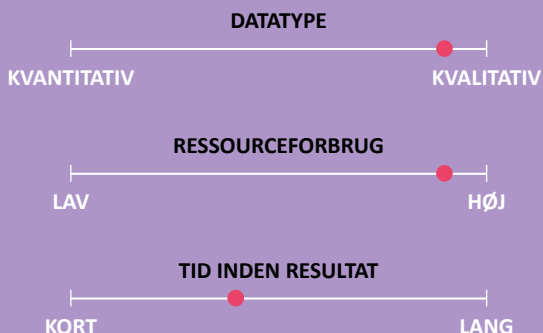 DATATYPE
KVANTITATIV KVALITATIV
RESSOURCEFORBRUG
LAV HØJ
TID INDEN RESULTAT
KORT LANG